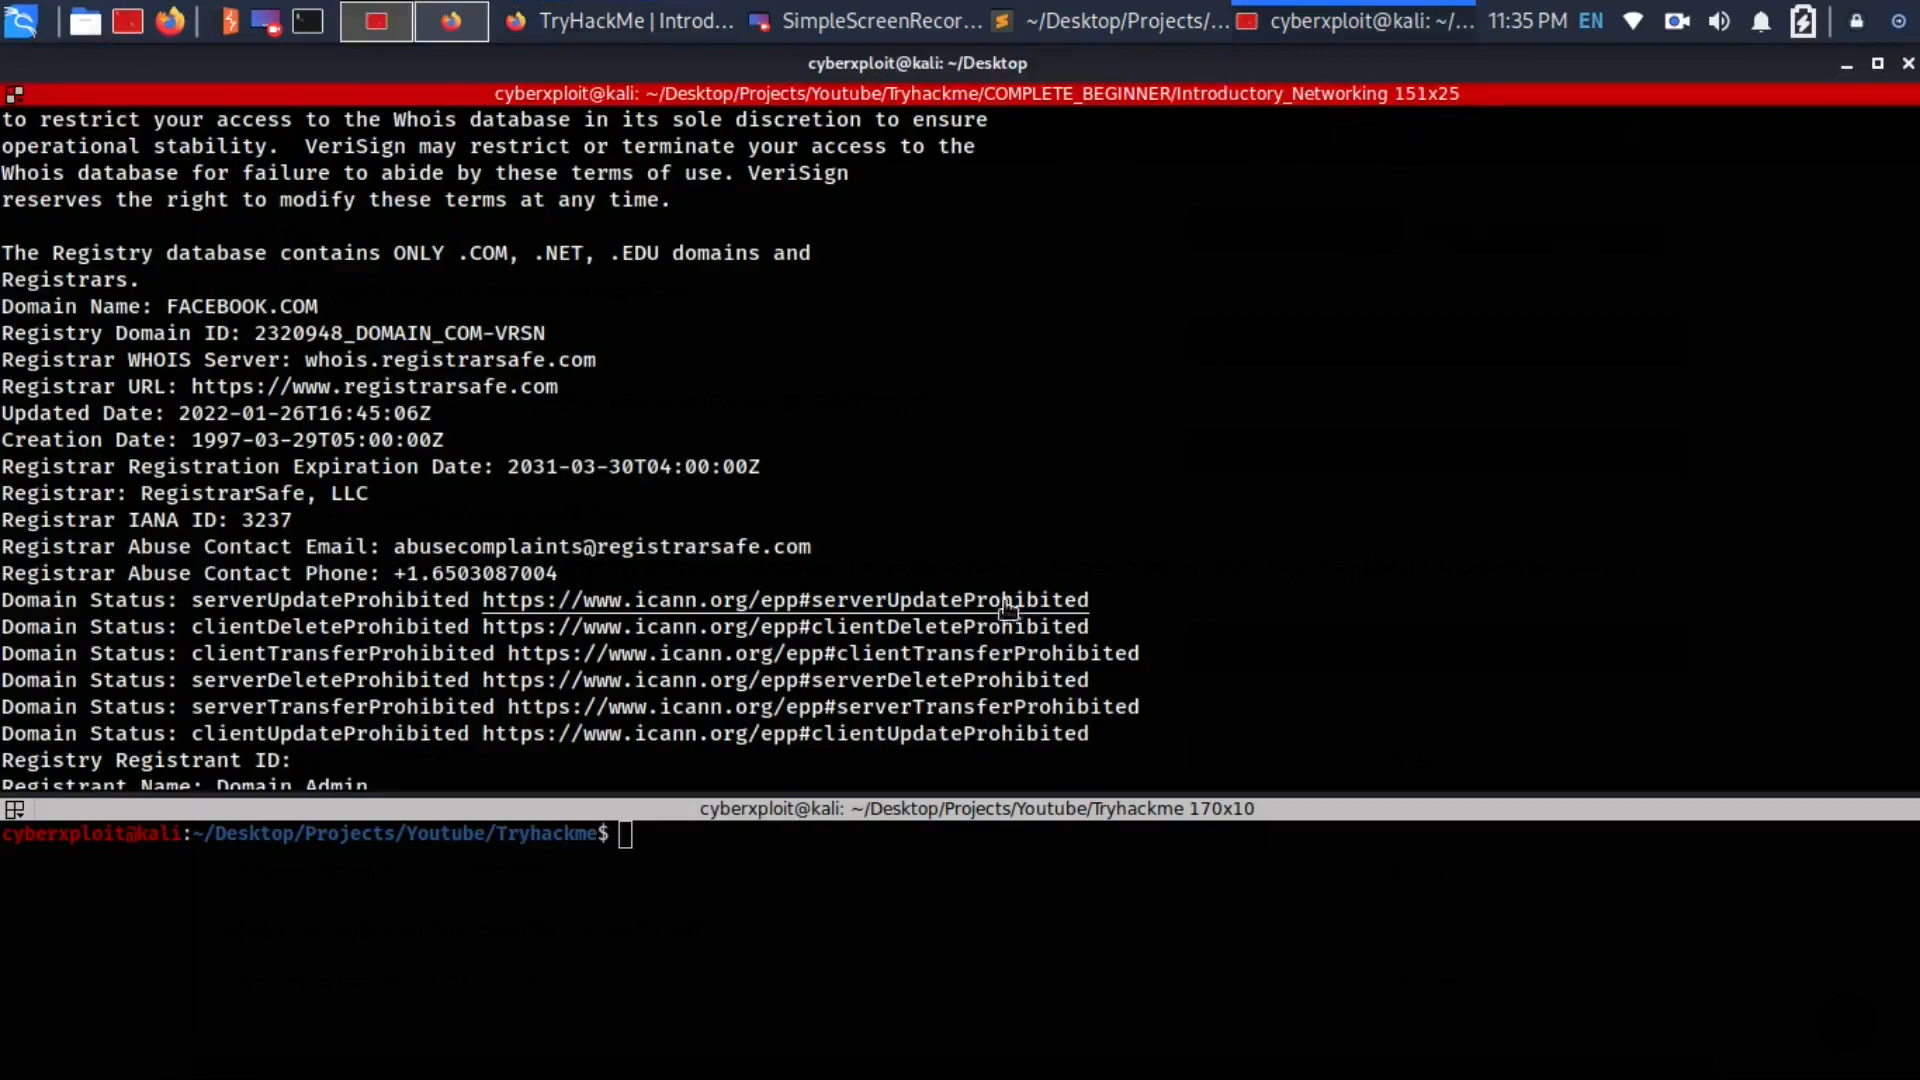 TryHackMe | Introd...
SimpleScreenRecor...
~/Desktop/Projects/...
cyberxploit@kali: ~/...
11:35 PM
EN
cyberxploit@kali: ~/Desktop
cyberxploit@kali: ~/Desktop/Projects/Youtube/Tryhackme/COMPLETE_BEGINNER/Introductory_Networking 151x25
to restrict your access to the Whois database in its sole discretion to ensure
operational stability.  VeriSign may restrict or terminate your access to the
Whois database for failure to abide by these terms of use. VeriSign
reserves the right to modify these terms at any time.
The Registry database contains ONLY .COM, .NET, .EDU domains and
Registrars.
Domain Name: FACEBOOK.COM
Registry Domain ID: 2320948_DOMAIN_COM-VRSN
Registrar WHOIS Server: whois.registrarsafe.com
Registrar URL: https://www.registrarsafe.com
Updated Date: 2022-01-26T16:45:06Z
Creation Date: 1997-03-29T05:00:00Z
Registrar Registration Expiration Date: 2031-03-30T04:00:00Z
Registrar: RegistrarSafe, LLC
Registrar IANA ID: 3237
Registrar Abuse Contact Email: abusecomplaints@registrarsafe.com
Registrar Abuse Contact Phone: +1.6503087004
Domain Status: serverUpdateProhibited https://www.icann.org/epp#serverUpdateProhibited
Domain Status: clientDeleteProhibited https://www.icann.org/epp#clientDeleteProhibited
Domain Status: clientTransferProhibited https://www.icann.org/epp#clientTransferProhibited
Domain Status: serverDeleteProhibited https://www.icann.org/epp#serverDeleteProhibited
Domain Status: serverTransferProhibited https://www.icann.org/epp#serverTransferProhibited
Domain Status: clientUpdateProhibited https://www.icann.org/epp#clientUpdateProhibited
Registry Registrant ID:
Registrant Name: Domain Admin
cyberxploit@kali: ~/Desktop/Projects/Youtube/Tryhackme 170x10
cyberxploit@kali:~/Desktop/Projects/Youtube/Tryhackme$